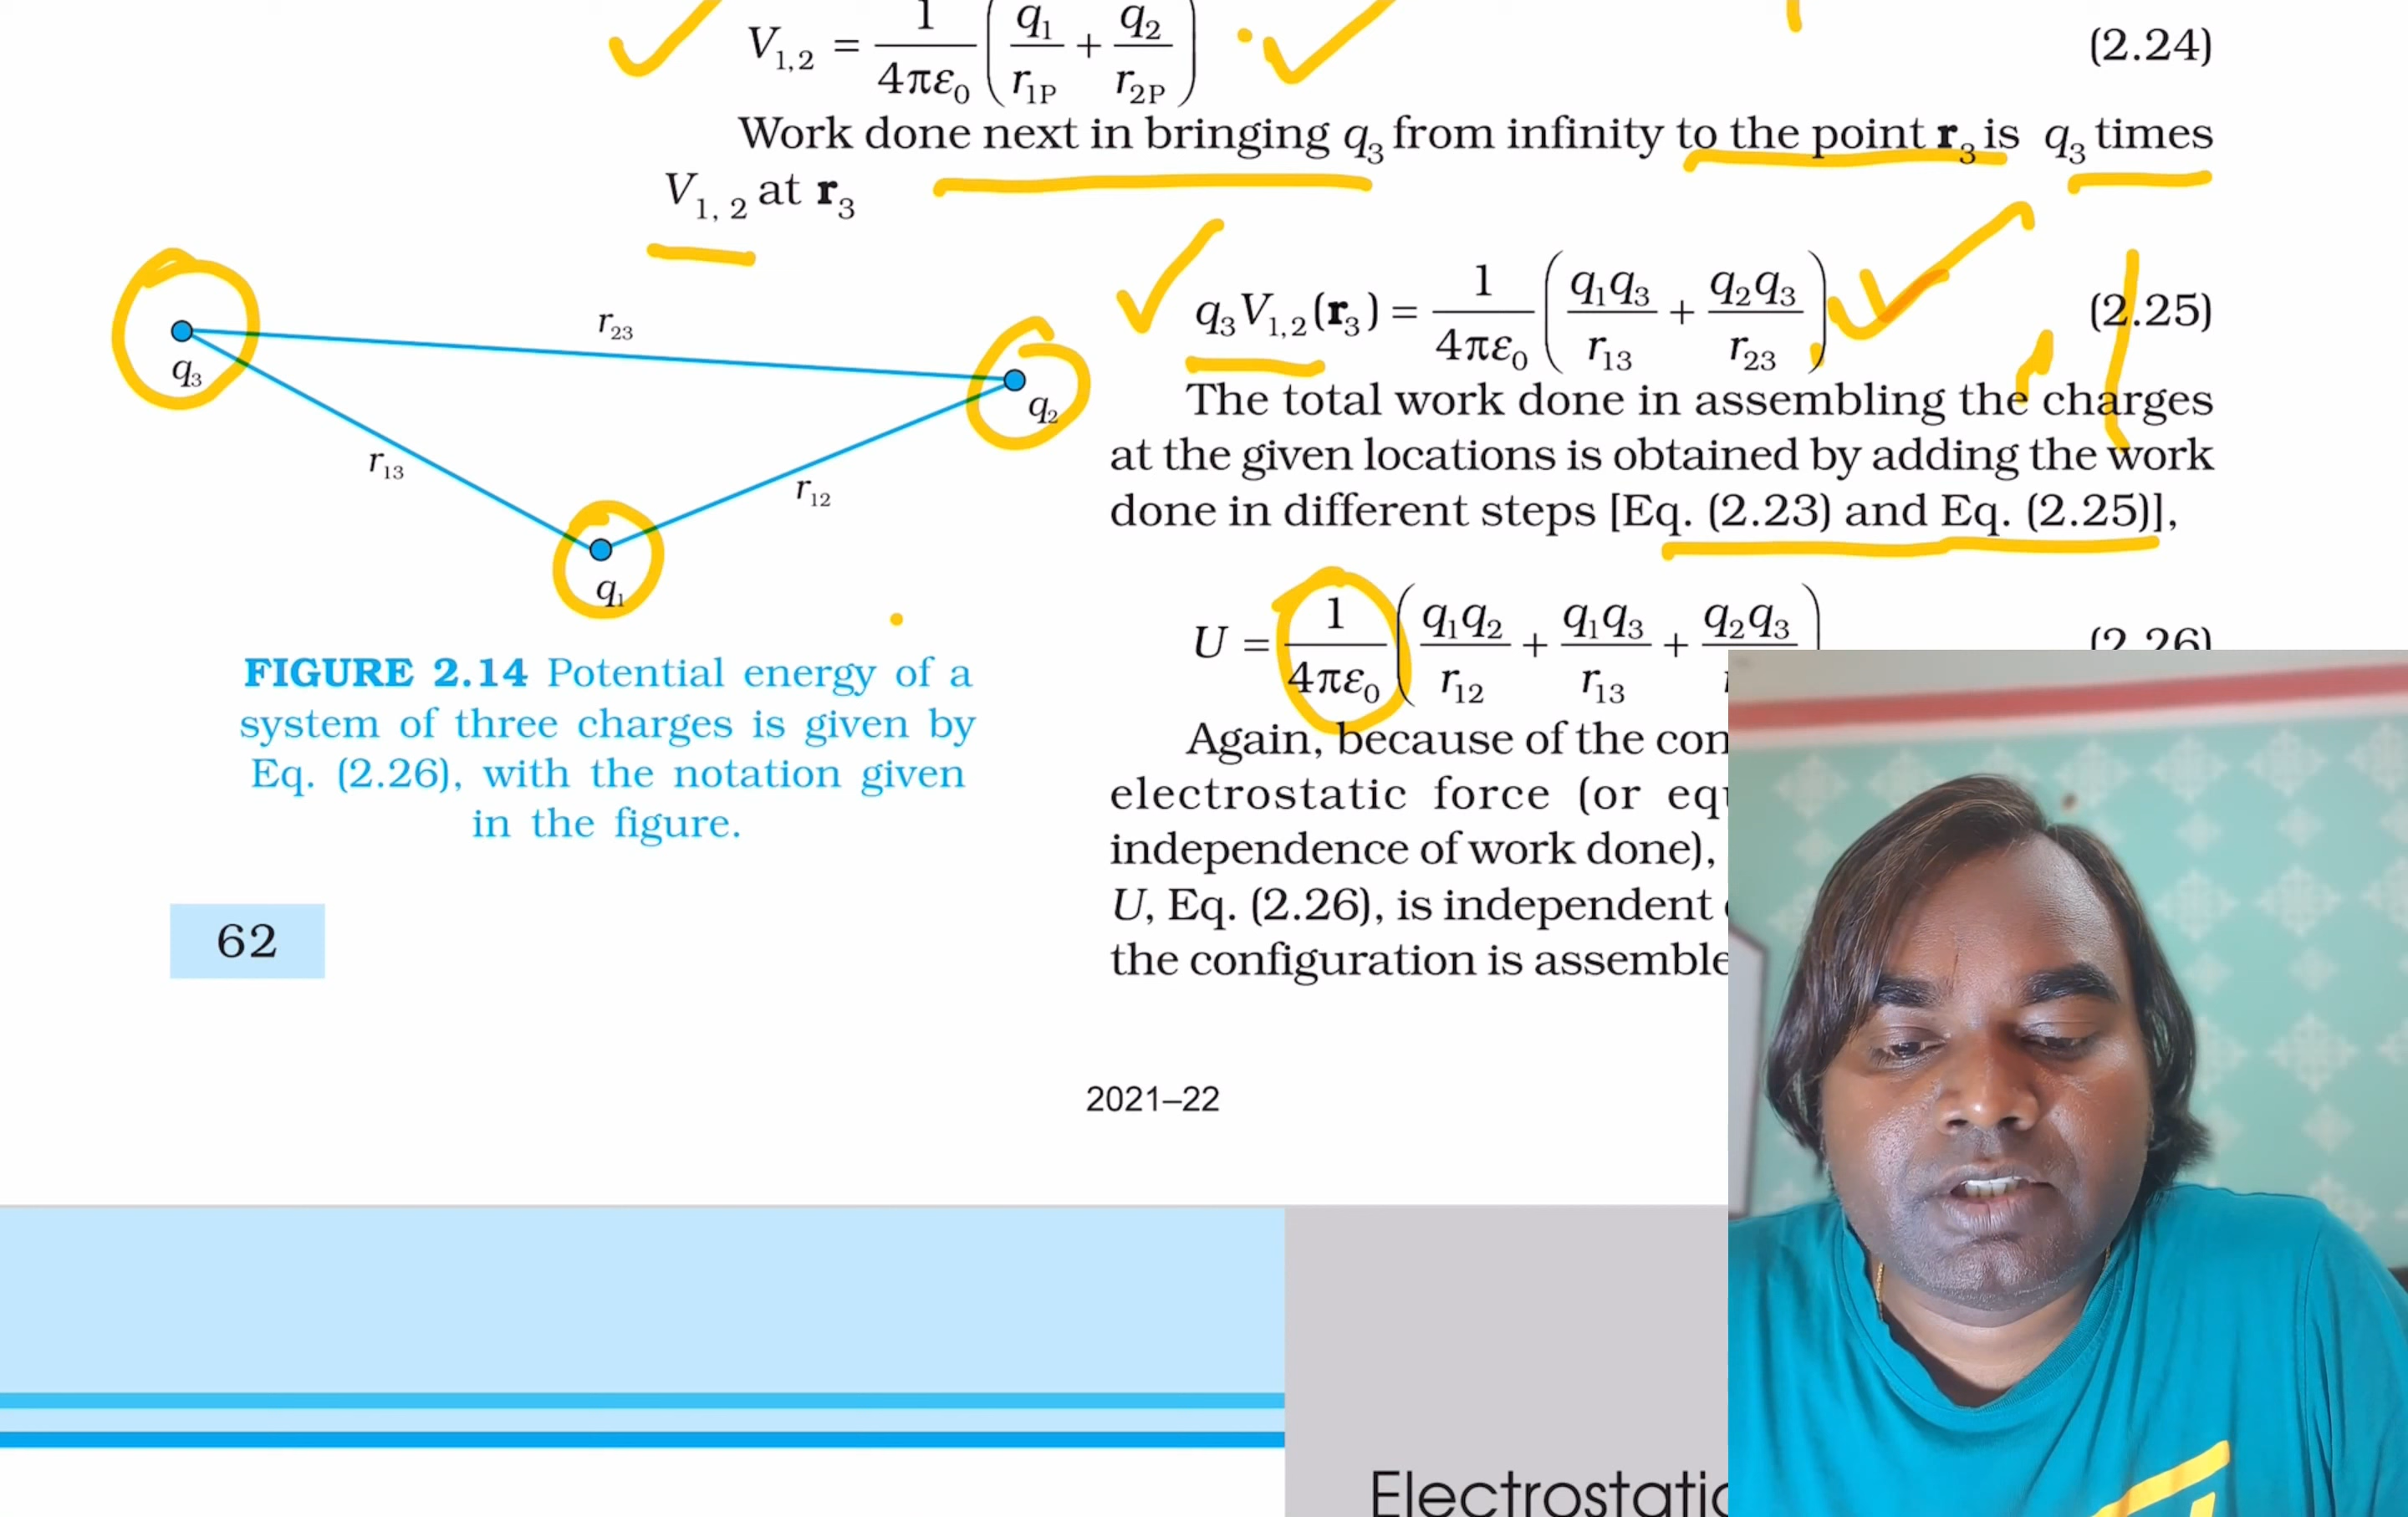 V₁,₂ = 1/4πε₀ (q₁/r₁P + q₂/r₂P) (2.24)
Work done next in bringing q₃ from infinity to the point r₃ is q₃ times
V₁, ₂ at r₃
q₃V₁,₂(r₃) = 1/4πε₀ (q₁q₃/r₁₃ + q₂q₃/r₂₃) (2.25)
The total work done in assembling the charges
at the given locations is obtained by adding the work
done in different steps [Eq. (2.23) and Eq. (2.25)],
U = 1/4πε₀ (q₁q₂/r₁₂ + q₁q₃/r₁₃ + q₂q₃ (2.26)
Again, because of the con
electrostatic force (or
independence of work done),
U, Eq. (2.26), is independent
the configuration is assemble
r₂₃
q₃
q₂
r₁₃
r₁₂
q₁
FIGURE 2.14 Potential energy of a
system of three charges is given by
Eq. (2.26), with the notation given
in the figure.
62
2021–22
Electrostatic